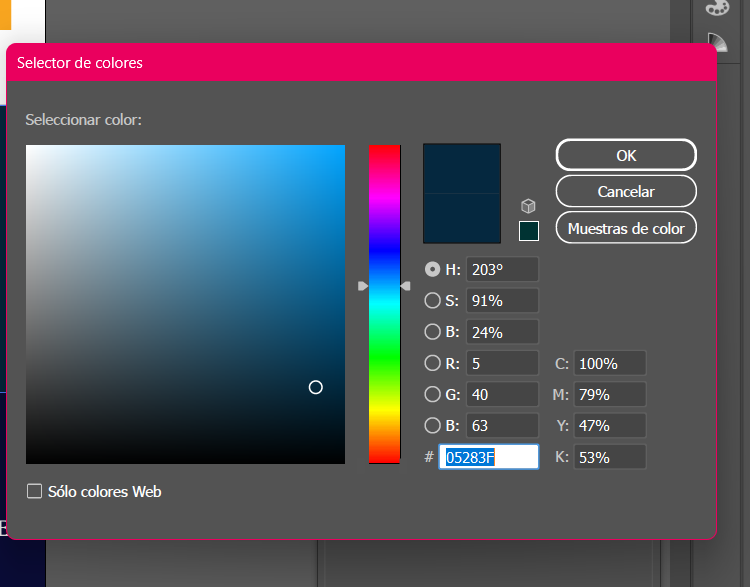 Selector de colores
Seleccionar color:
OK
Cancelar
Muestras de color
H: 203º
S: 91%
B: 24%
R: 5
G: 40
B: 63
# 05283F
C: 100%
M: 79%
Y: 47%
K: 53%
Sólo colores Web